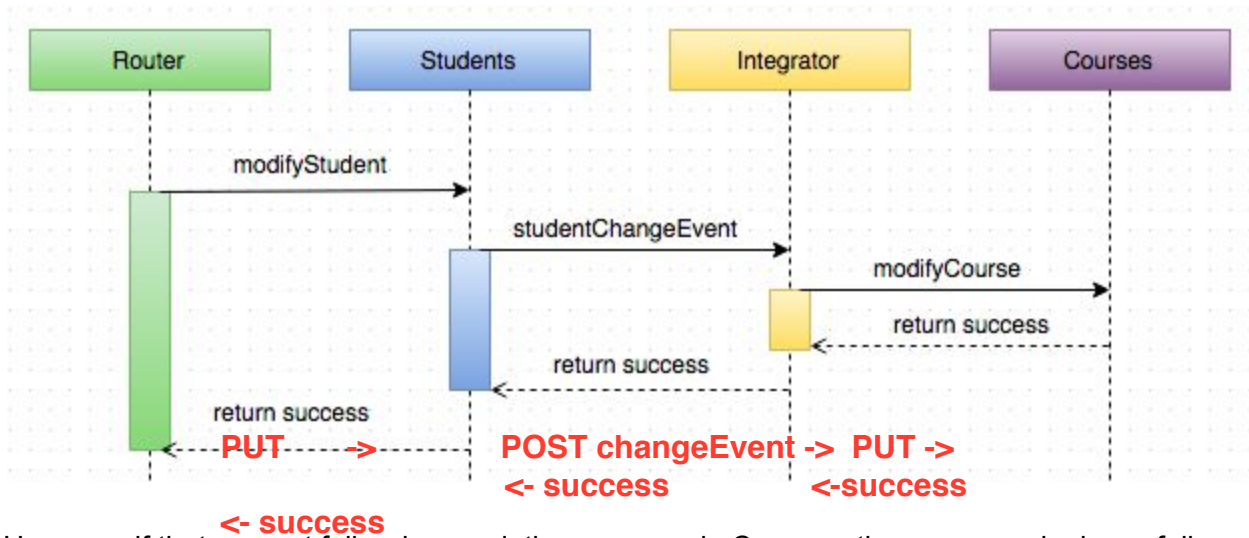 Router Students Integrator Courses
modifyStudent
studentChangeEvent
modifyCourse
return success
return success
return success
PUT -> POST changeEvent -> PUT ->
<- success <-success
<- success